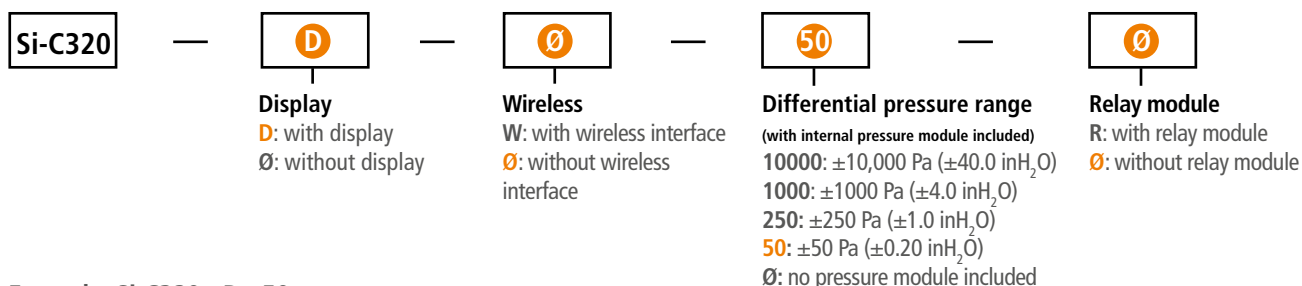 Si-C320 — D — Ø — 50 — Ø
Display
D: with display
Ø: without display
Wireless
W: with wireless interface
Ø: without wireless
interface
Differential pressure range
(with internal pressure module included)
10000: ±10,000 Pa (±40.0 inH₂O)
1000: ±1000 Pa (±4.0 inH₂O)
250: ±250 Pa (±1.0 inH₂O)
50: ±50 Pa (±0.20 inH₂O)
Ø: no pressure module included
Relay module
R: with relay module
Ø: without relay module